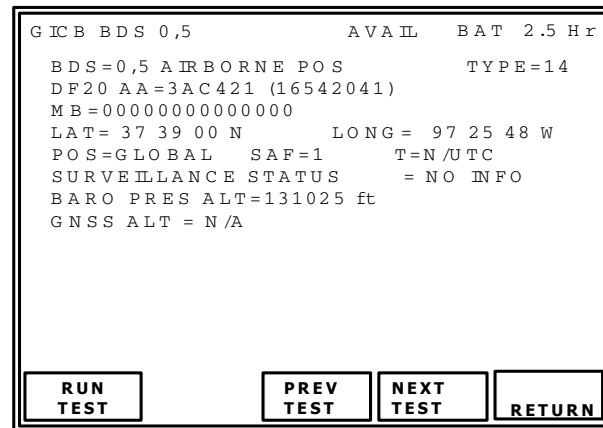 GICB BDS 0,5 AVAIL BAT 2.5 Hr
BDS=0,5 AIRBORNE POS TYPE=14
DF20 AA=3AC421 (16542041)
MB=00000000000000
LAT= 37 39 00 N LONG= 97 25 48 W
POS=GLOBAL SAF=1 T=N/UTC
SURVEILLANCE STATUS = NO INFO
BARO PRES ALT=131025 ft
GNSS ALT = N/A
RUN TEST
PREV TEST
NEXT TEST
RETURN